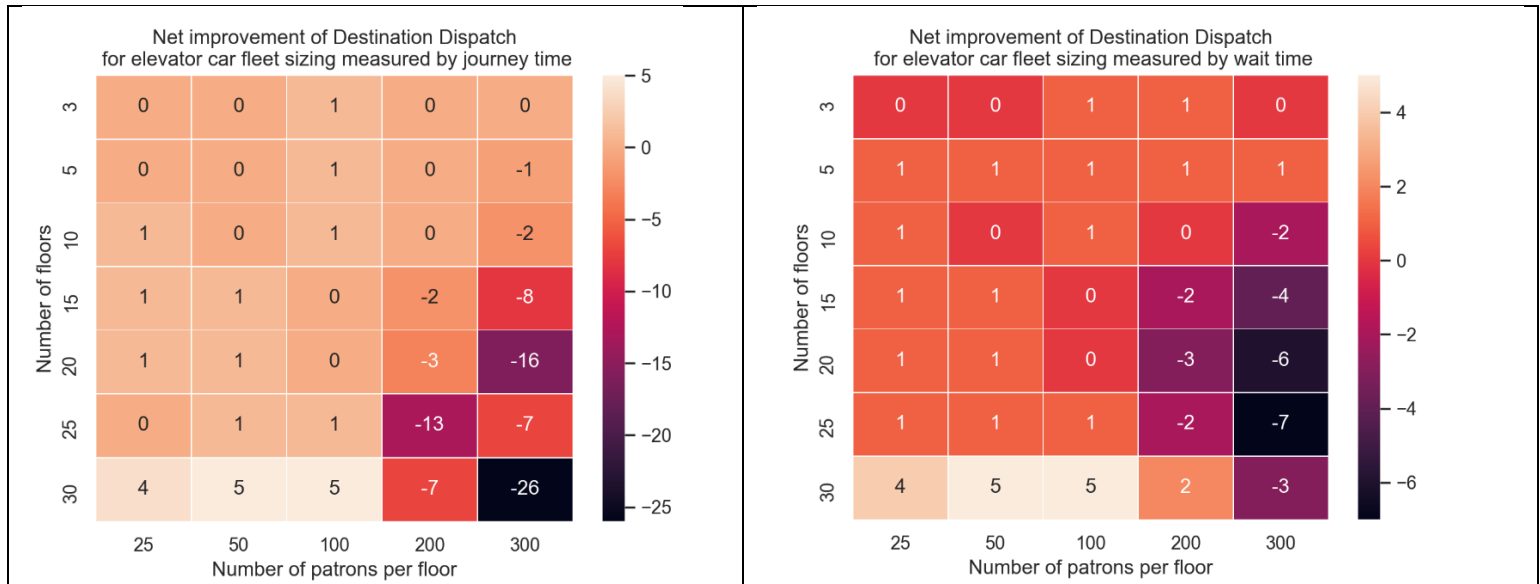 Net improvement of Destination Dispatch
for elevator car fleet sizing measured by journey time
Number of floors
3 0 0 1 0 0
5 0 0 1 0 -1
10 1 0 1 0 -2
15 1 1 0 -2 -8
20 1 1 0 -3 -16
25 0 1 1 -13 -7
30 4 5 5 -7 -26
25 50 100 200 300
Number of patrons per floor
5
0
−5
−10
−15
−20
−25
Net improvement of Destination Dispatch
for elevator car fleet sizing measured by wait time
Number of floors
3 0 0 1 1 0
5 1 1 1 1 1
10 1 0 1 0 -2
15 1 1 0 -2 -4
20 1 1 0 -3 -6
25 1 1 1 -2 -7
30 4 5 5 2 -3
25 50 100 200 300
Number of patrons per floor
4
2
0
−2
−4
−6